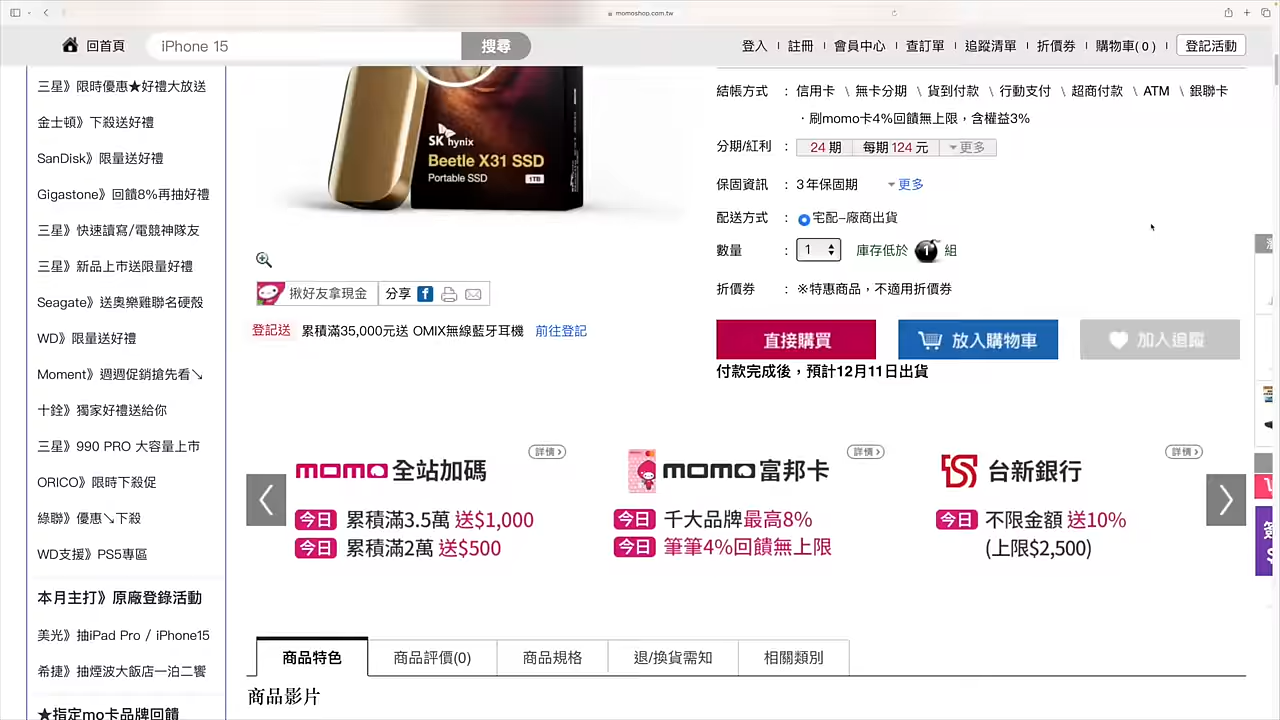 momoshop.com.tw
回首頁
iPhone 15
搜尋
登入
註冊
會員中心
查訂單
追蹤清單
折價券
購物車(0)
登記活動
三星》限時優惠★好禮大放送
金士頓》下殺送好禮
SanDisk》限量送好禮
Gigastone》回饋8%再抽好禮
三星》快速讀寫/電競神隊友
三星》新品上市送限量好禮
Seagate》送奧樂雞聯名硬殼
WD》限量送好禮
Moment》週週促銷搶先看↘
十銓》獨家好禮送給你
三星》990 PRO 大容量上市
ORICO》限時下殺促
綠聯》優惠↘下殺
WD支援》PS5專區
本月主打》原廠登錄活動
美光》抽iPad Pro / iPhone15
希捷》抽煙波大飯店一泊二饗
★指定mo卡品牌回饋
SK hynix
Beetle X31 SSD
Portable SSD
1TB
揪好友拿現金
分享
登記送 累積滿35,000元送 OMIX無線藍牙耳機 前往登記
結帳方式 : 信用卡 \ 無卡分期 \ 貨到付款 \ 行動支付 \ 超商付款 \ ATM \ 銀聯卡
・刷momo卡4%回饋無上限，含權益3%
分期/紅利 : 24 期 每期 124 元 更多
保固資訊 : 3年保固期 更多
配送方式 : 宅配-廠商出貨
數量 : 1 庫存低於 1 組
折價券 : ※特惠商品，不適用折價券
直接購買
放入購物車
加入追蹤
付款完成後，預計12月11日出貨
詳情 >
momo 全站加碼
今日 累積滿3.5萬 送$1,000
今日 累積滿2萬 送$500
詳情 >
momo富邦卡
今日 千大品牌最高8%
今日 筆筆4%回饋無上限
詳情 >
台新銀行
今日 不限金額 送10%
(上限$2,500)
商品特色
商品評價(0)
商品規格
退/換貨需知
相關類別
商品影片